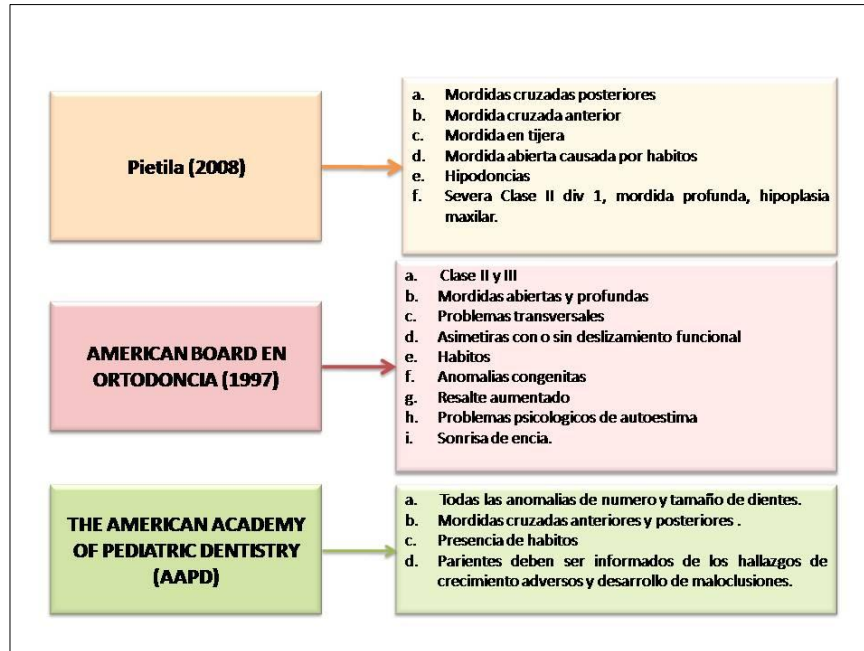 Pietila (2008)
a. Mordidas cruzadas posteriores
b. Mordida cruzada anterior
c. Mordida en tijera
d. Mordida abierta causada por habitos
e. Hipodoncias
f. Severa Clase II div 1, mordida profunda, hipoplasia
maxilar.
AMERICAN BOARD EN
ORTODONCIA (1997)
a. Clase II y III
b. Mordidas abiertas y profundas
c. Problemas transversales
d. Asimetiras con o sin deslizamiento funcional
e. Habitos
f. Anomalias congenitas
g. Resalte aumentado
h. Problemas psicologicos de autoestima
i. Sonrisa de encia.
THE AMERICAN ACADEMY
OF PEDIATRIC DENTISTRY
(AAPD)
a. Todas las anomalias de numero y tamaño de dientes.
b. Mordidas cruzadas anteriores y posteriores .
c. Presencia de habitos
d. Parientes deben ser informados de los hallazgos de
crecimiento adversos y desarrollo de maloclusiones.